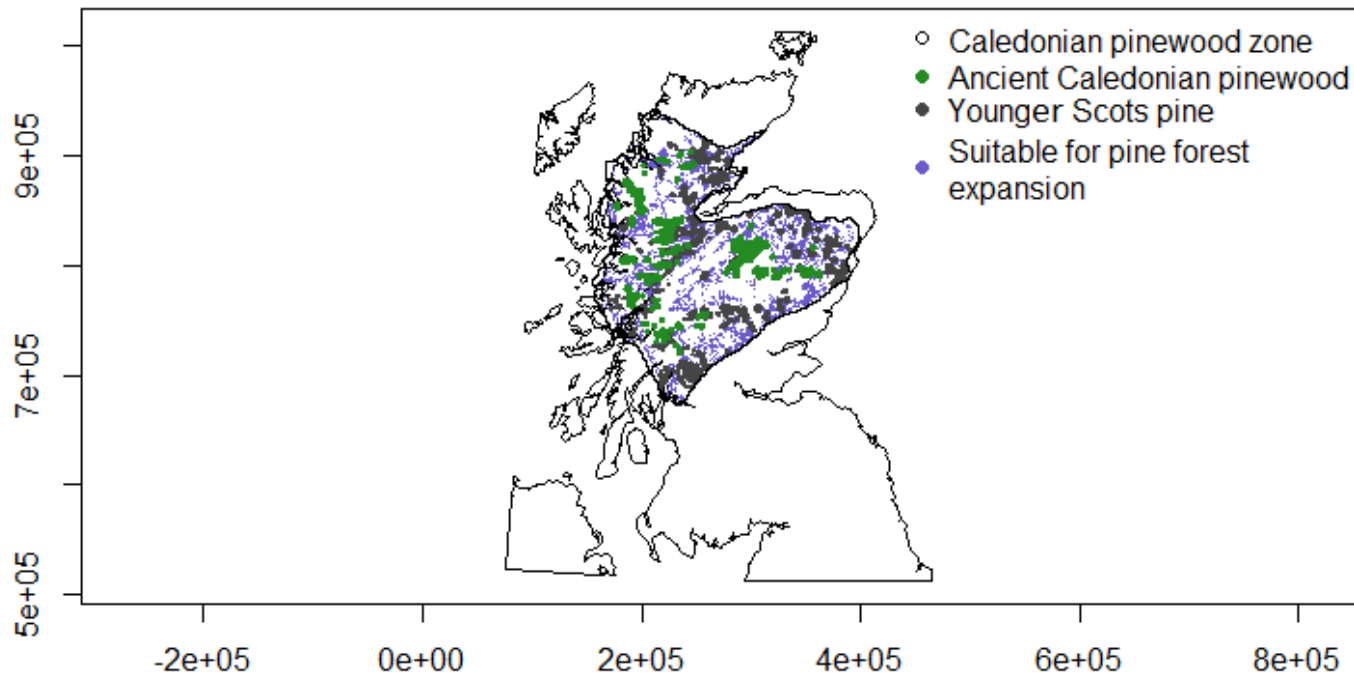 Caledonian pinewood zone
Ancient Caledonian pinewood
Younger Scots pine
Suitable for pine forest
expansion
9e+05
7e+05
5e+05
-2e+05
0e+00
2e+05
4e+05
6e+05
8e+05